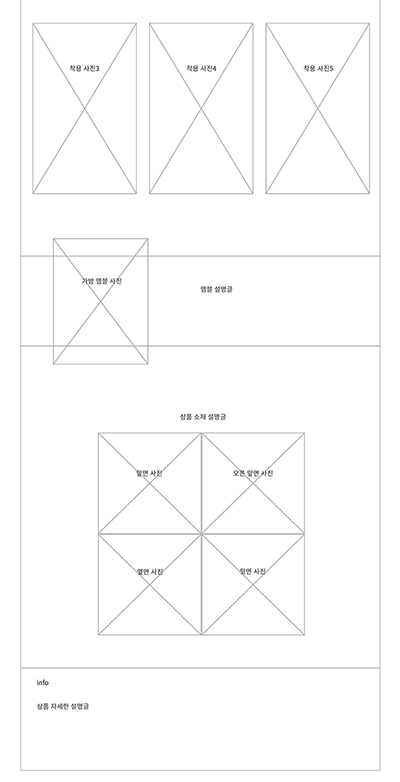 착용 사진3
착용 사진4
착용 사진5
가방 엠블 사진
엠블 설명글
상품 소재 설명글
앞면 사진
오픈 앞면 사진
옆면 사진
뒷면 사진
info
상품 자세한 설명글